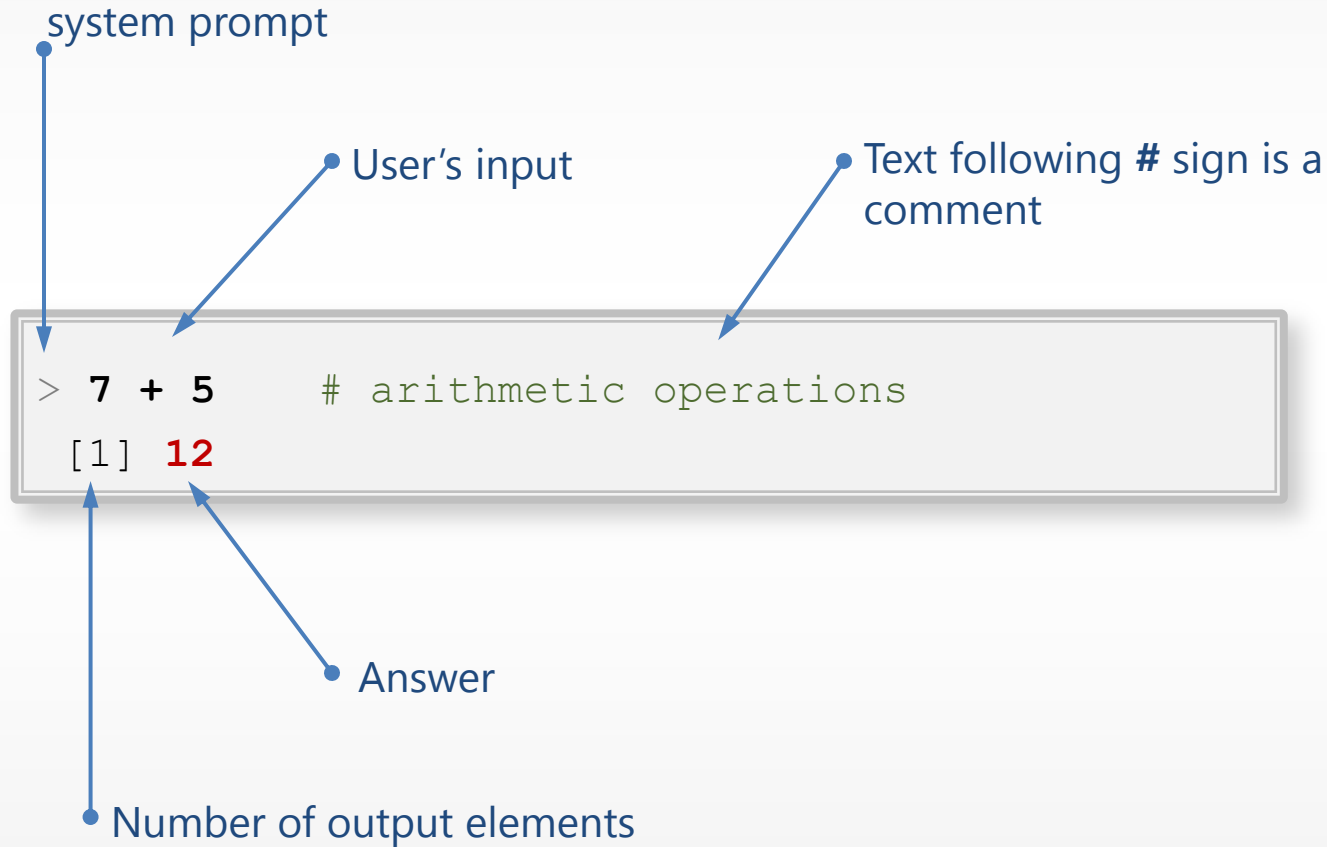 system prompt
User’s input
Text following # sign is a
comment
> 7 + 5 # arithmetic operations
[1] 12
Answer
Number of output elements